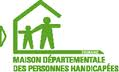 MAISON DÉPARTEMENTALE
DES PERSONNES HANDICAPÉES